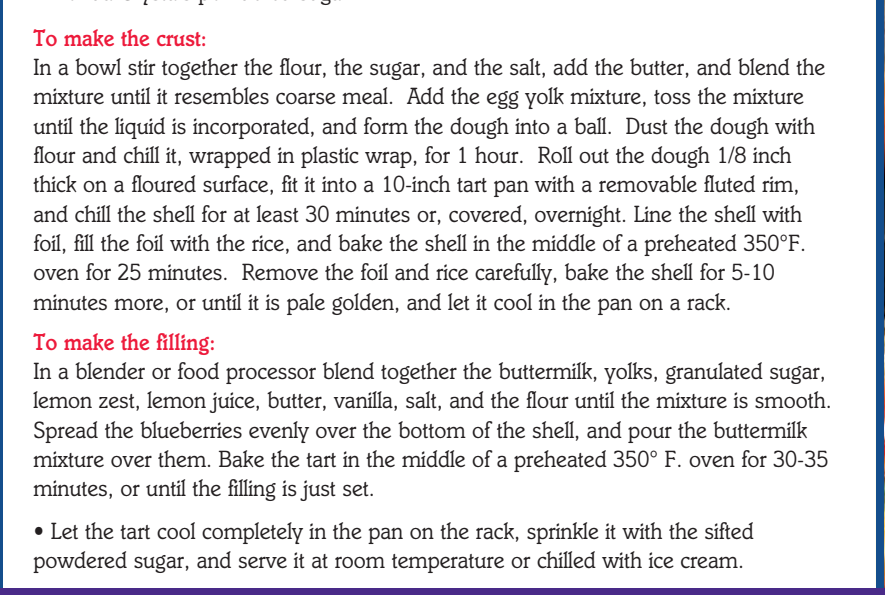 To make the crust:
In a bowl stir together the flour, the sugar, and the salt, add the butter, and blend the
mixture until it resembles coarse meal.  Add the egg yolk mixture, toss the mixture
until the liquid is incorporated, and form the dough into a ball.  Dust the dough with
flour and chill it, wrapped in plastic wrap, for 1 hour.  Roll out the dough 1/8 inch
thick on a floured surface, fit it into a 10-inch tart pan with a removable fluted rim,
and chill the shell for at least 30 minutes or, covered, overnight. Line the shell with
foil, fill the foil with the rice, and bake the shell in the middle of a preheated 350°F.
oven for 25 minutes.  Remove the foil and rice carefully, bake the shell for 5-10
minutes more, or until it is pale golden, and let it cool in the pan on a rack.
To make the filling:
In a blender or food processor blend together the buttermilk, yolks, granulated sugar,
lemon zest, lemon juice, butter, vanilla, salt, and the flour until the mixture is smooth.
Spread the blueberries evenly over the bottom of the shell, and pour the buttermilk
mixture over them. Bake the tart in the middle of a preheated 350° F. oven for 30-35
minutes, or until the filling is just set.
• Let the tart cool completely in the pan on the rack, sprinkle it with the sifted
powdered sugar, and serve it at room temperature or chilled with ice cream.